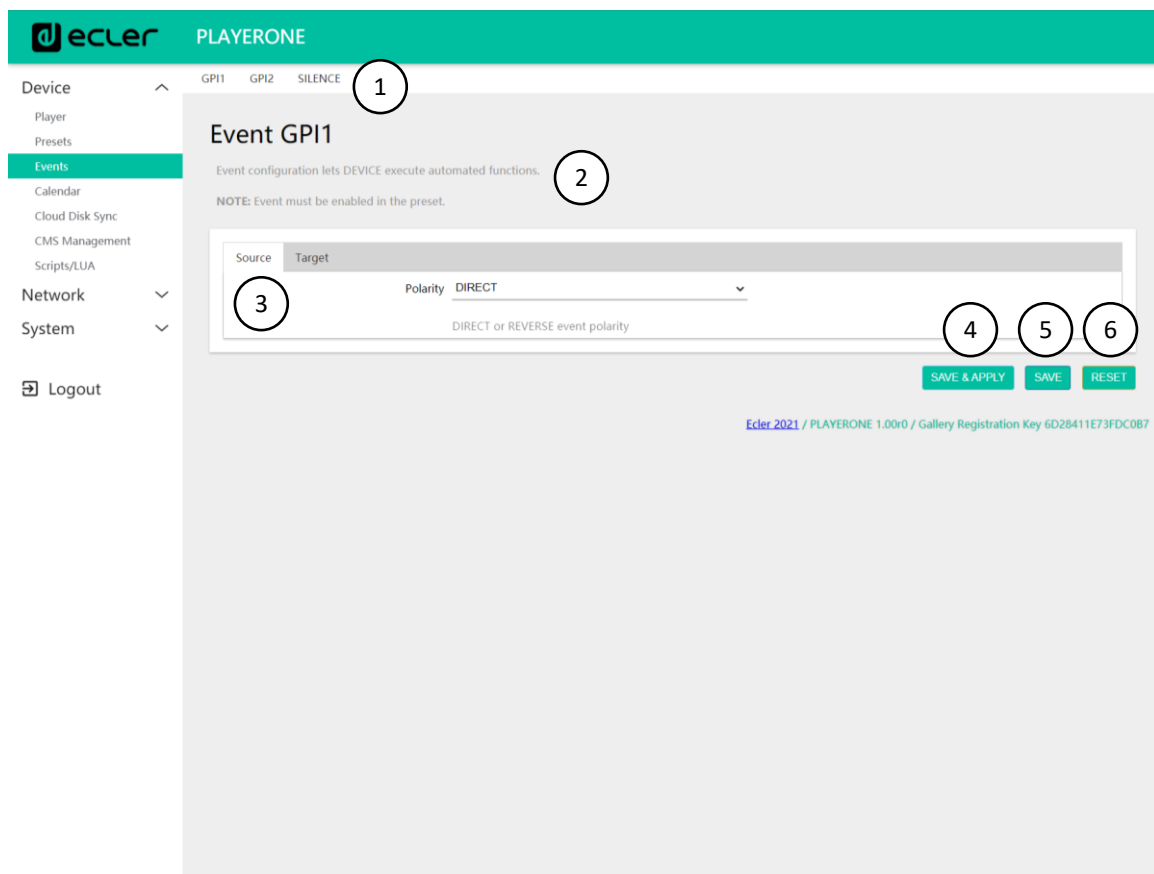 ecler
PLAYERONE
Device
Player
Presets
Events
Calendar
Cloud Disk Sync
CMS Management
Scripts/LUA
Network
System
Logout
GPI1 GPI2 SILENCE
1
Event GPI1
Event configuration lets DEVICE execute automated functions.
NOTE: Event must be enabled in the preset.
2
Source Target
3
Polarity DIRECT
DIRECT or REVERSE event polarity
4 5 6
SAVE & APPLY SAVE RESET
Ecler 2021 / PLAYERONE 1.00r0 / Gallery Registration Key 6D28411E73FDC0B7